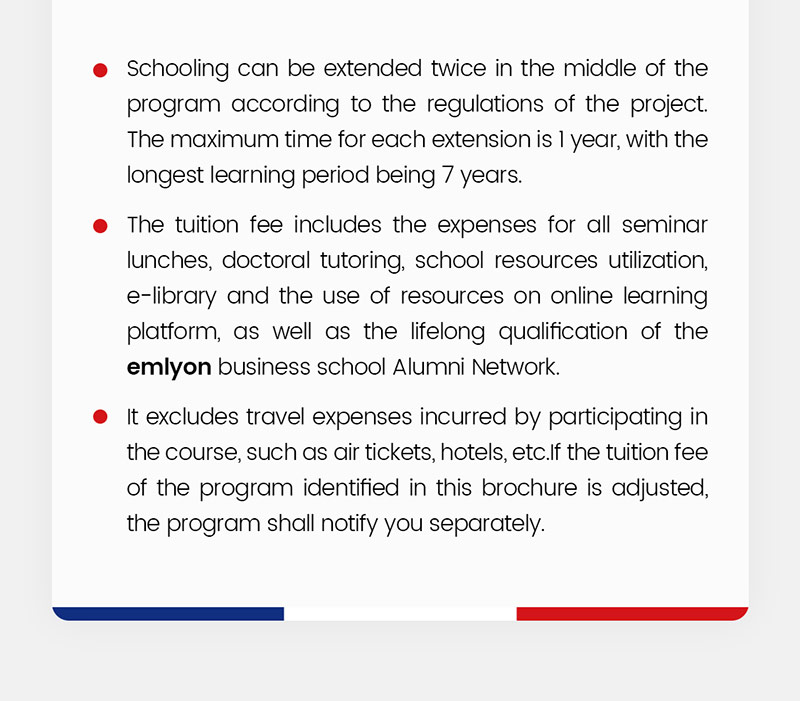 Schooling can be extended twice in the middle of the
program according to the regulations of the project.
The maximum time for each extension is 1 year, with the
longest learning period being 7 years.
The tuition fee includes the expenses for all seminar
lunches, doctoral tutoring, school resources utilization,
e-library and the use of resources on online learning
platform, as well as the lifelong qualification of the
emlyon business school Alumni Network.
It excludes travel expenses incurred by participating in
the course, such as air tickets, hotels, etc.If the tuition fee
of the program identified in this brochure is adjusted,
the program shall notify you separately.